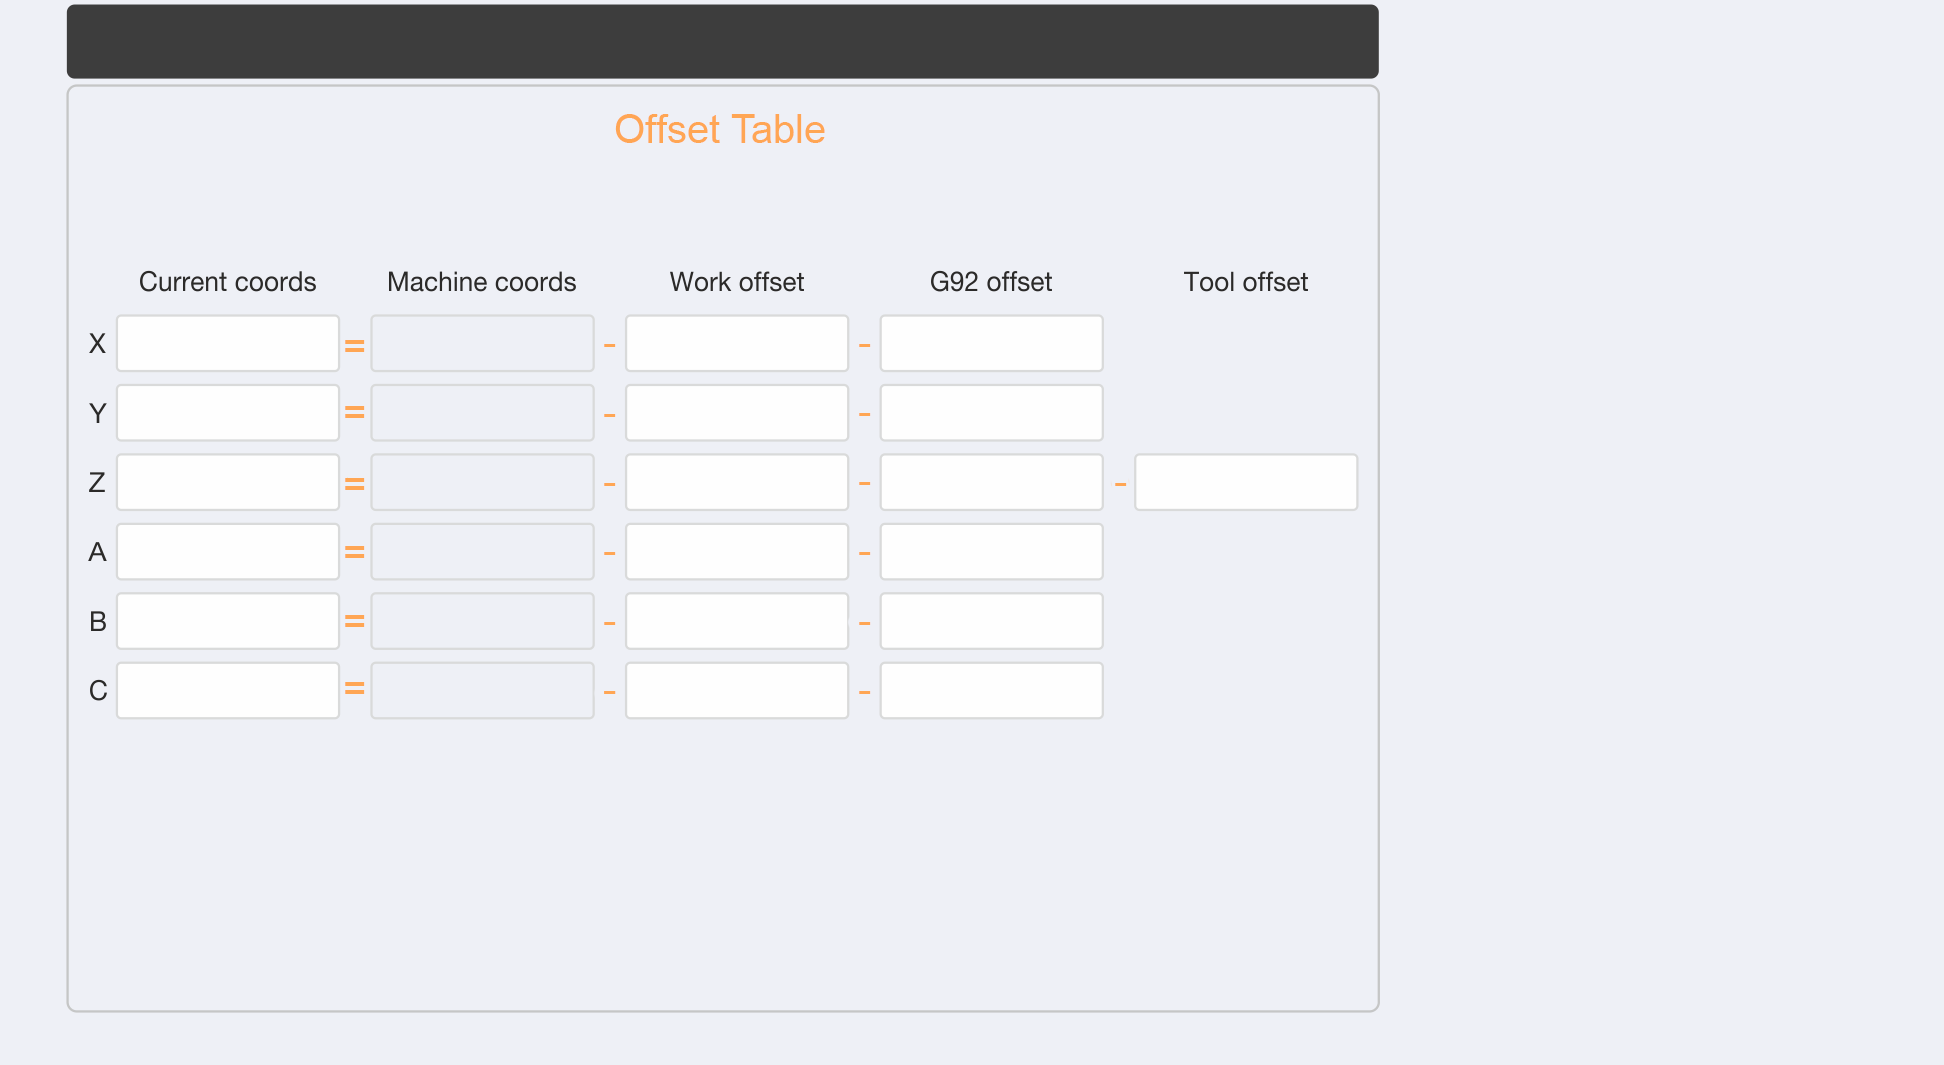 Offset Table
Current coords Machine coords Work offset G92 offset Tool offset
X = - -
Y = - -
Z = - - -
A = - -
B = - -
C = - -